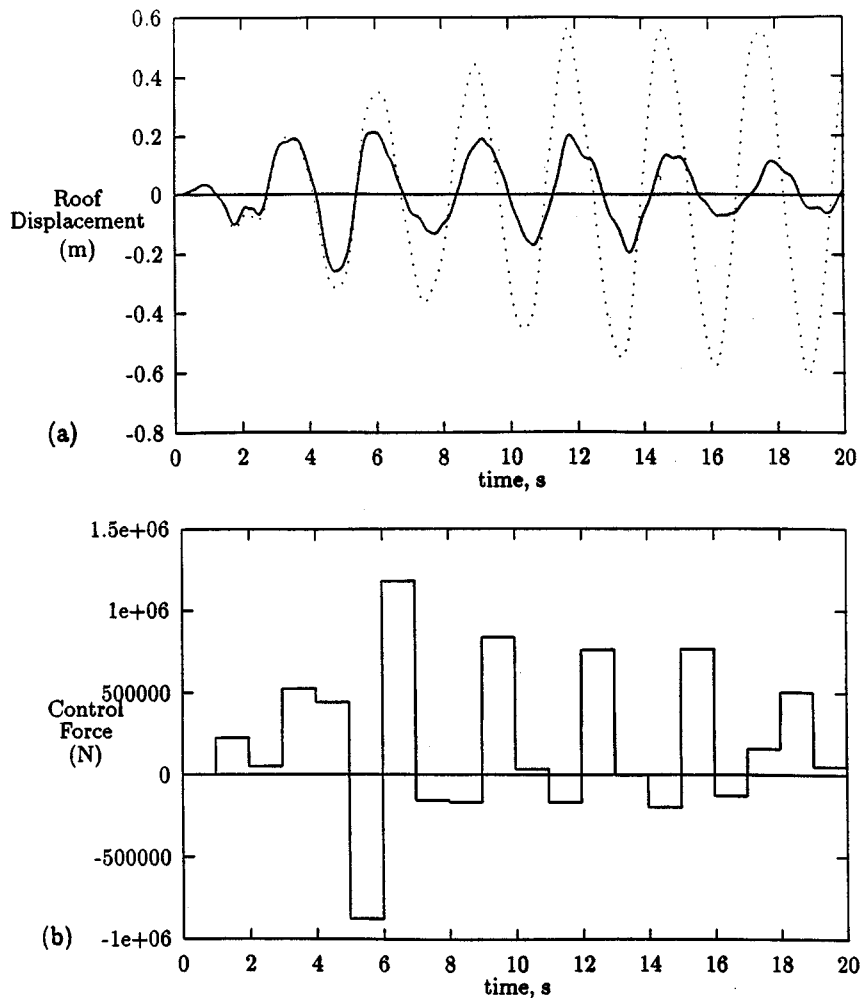 0.6
0.4
0.2
0
-0.2
-0.4
-0.6
-0.8
Roof
Displacement
(m)
(a)
0 2 4 6 8 10 12 14 16 18 20
time, s
1.5e+06
1e+06
500000
0
-500000
-1e+06
Control
Force
(N)
(b)
0 2 4 6 8 10 12 14 16 18 20
time, s